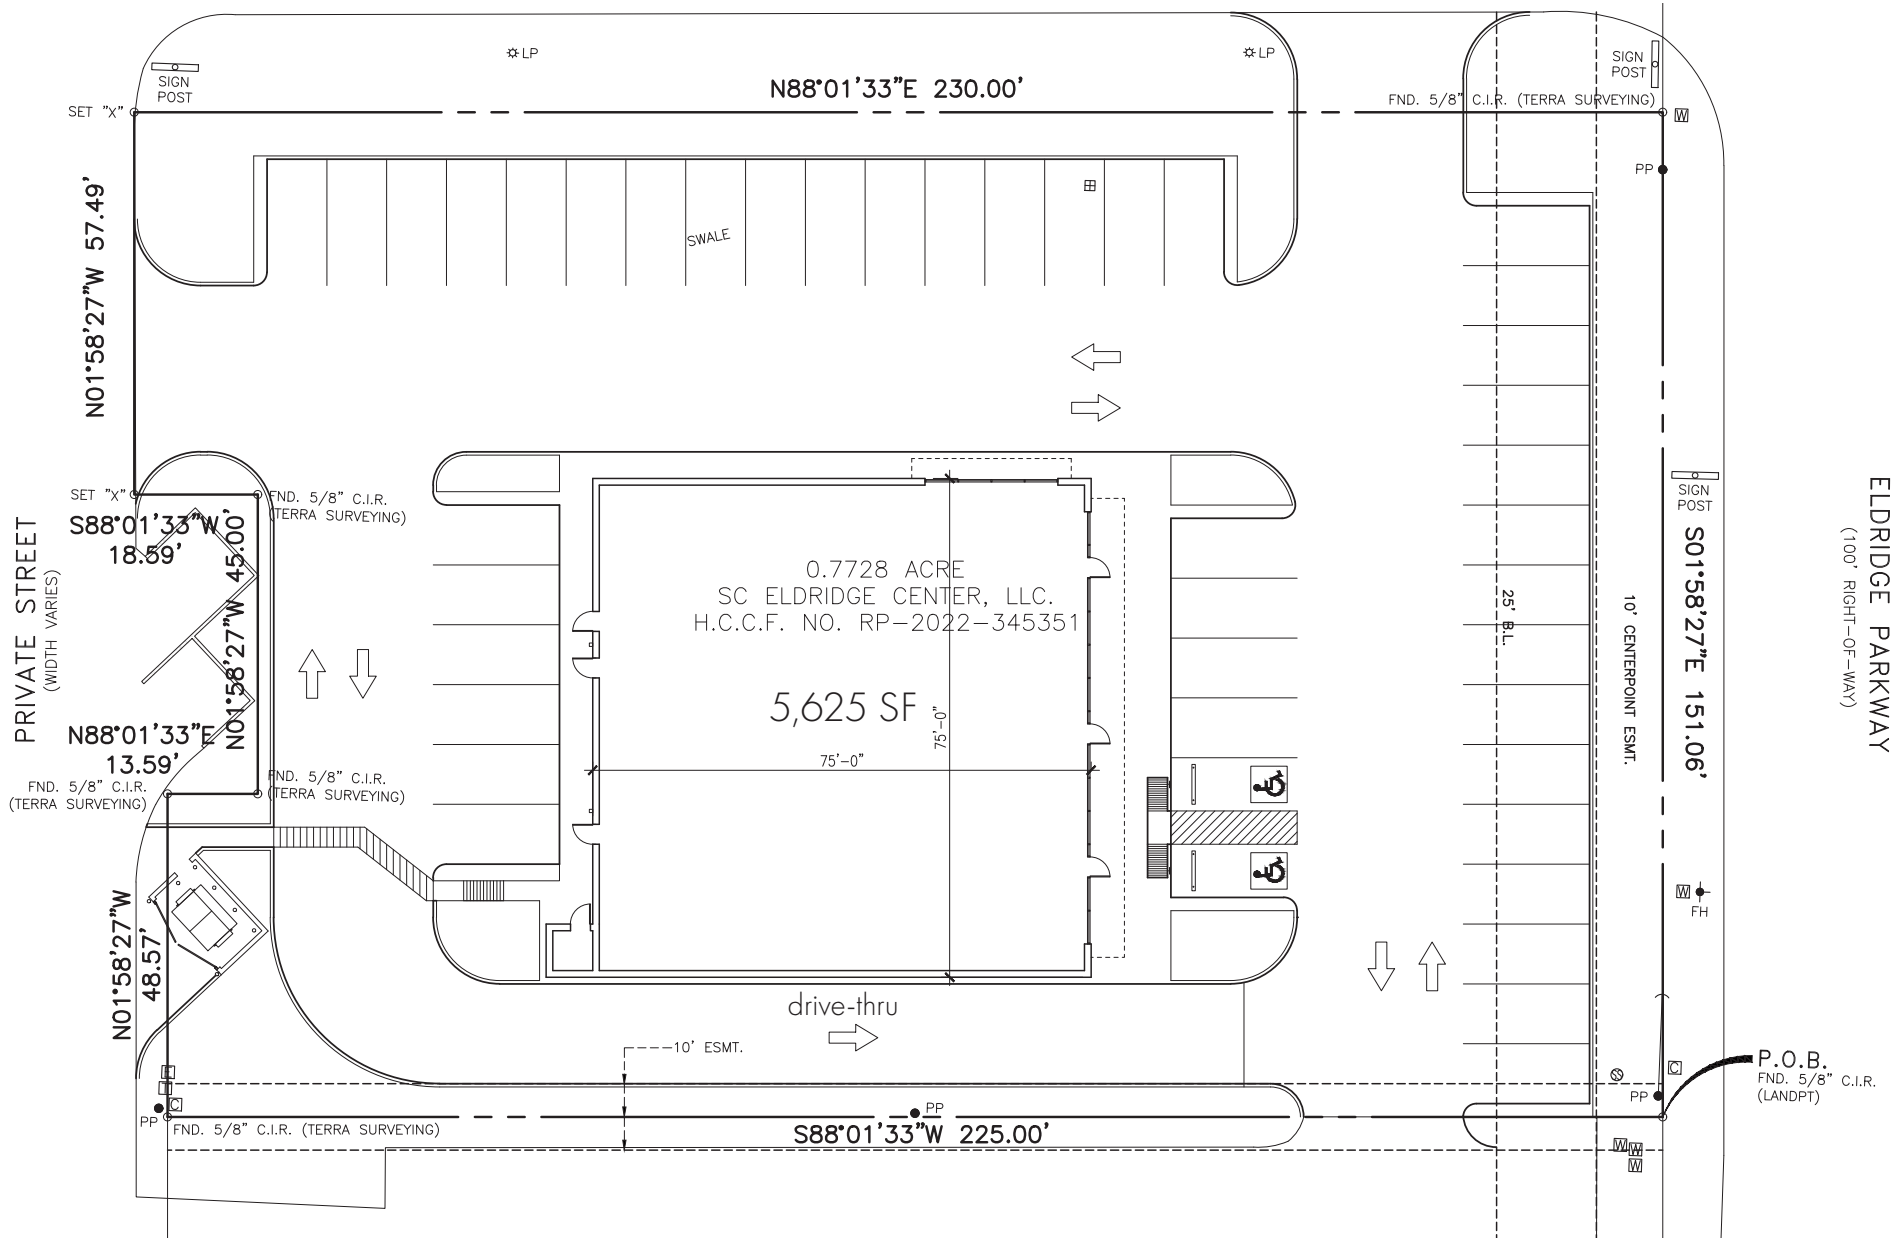 LP
LP
SIGN
POST
SIGN
POST
N88°01'33"E 230.00'
FND. 5/8" C.I.R. (TERRA SURVEYING)
SET "X"
W
PP
N01°58'27"W 57.49'
SWALE
SET "X"
FND. 5/8" C.I.R.
(TERRA SURVEYING)
S88°01'33"W
18.59'
N01°58'27"W 45.00'
PRIVATE STREET
(WIDTH VARIES)
N88°01'33"E
13.59'
FND. 5/8" C.I.R.
(TERRA SURVEYING)
FND. 5/8" C.I.R.
(TERRA SURVEYING)
0.7728 ACRE
SC ELDRIDGE CENTER, LLC.
H.C.C.F. NO. RP-2022-345351
5,625 SF
75'-0"
75'-0"
25' B.L.
10' CENTERPOINT ESMT.
SIGN
POST
S01°58'27"E 151.06'
ELDRIDGE PARKWAY
(100' RIGHT-OF-WAY)
W
FH
N01°58'27"W
48.57'
drive-thru
10' ESMT.
E
T
C
PP
FND. 5/8" C.I.R. (TERRA SURVEYING)
PP
S88°01'33"W 225.00'
C
PP
P.O.B.
FND. 5/8" C.I.R.
(LANDPT)
W
W
W